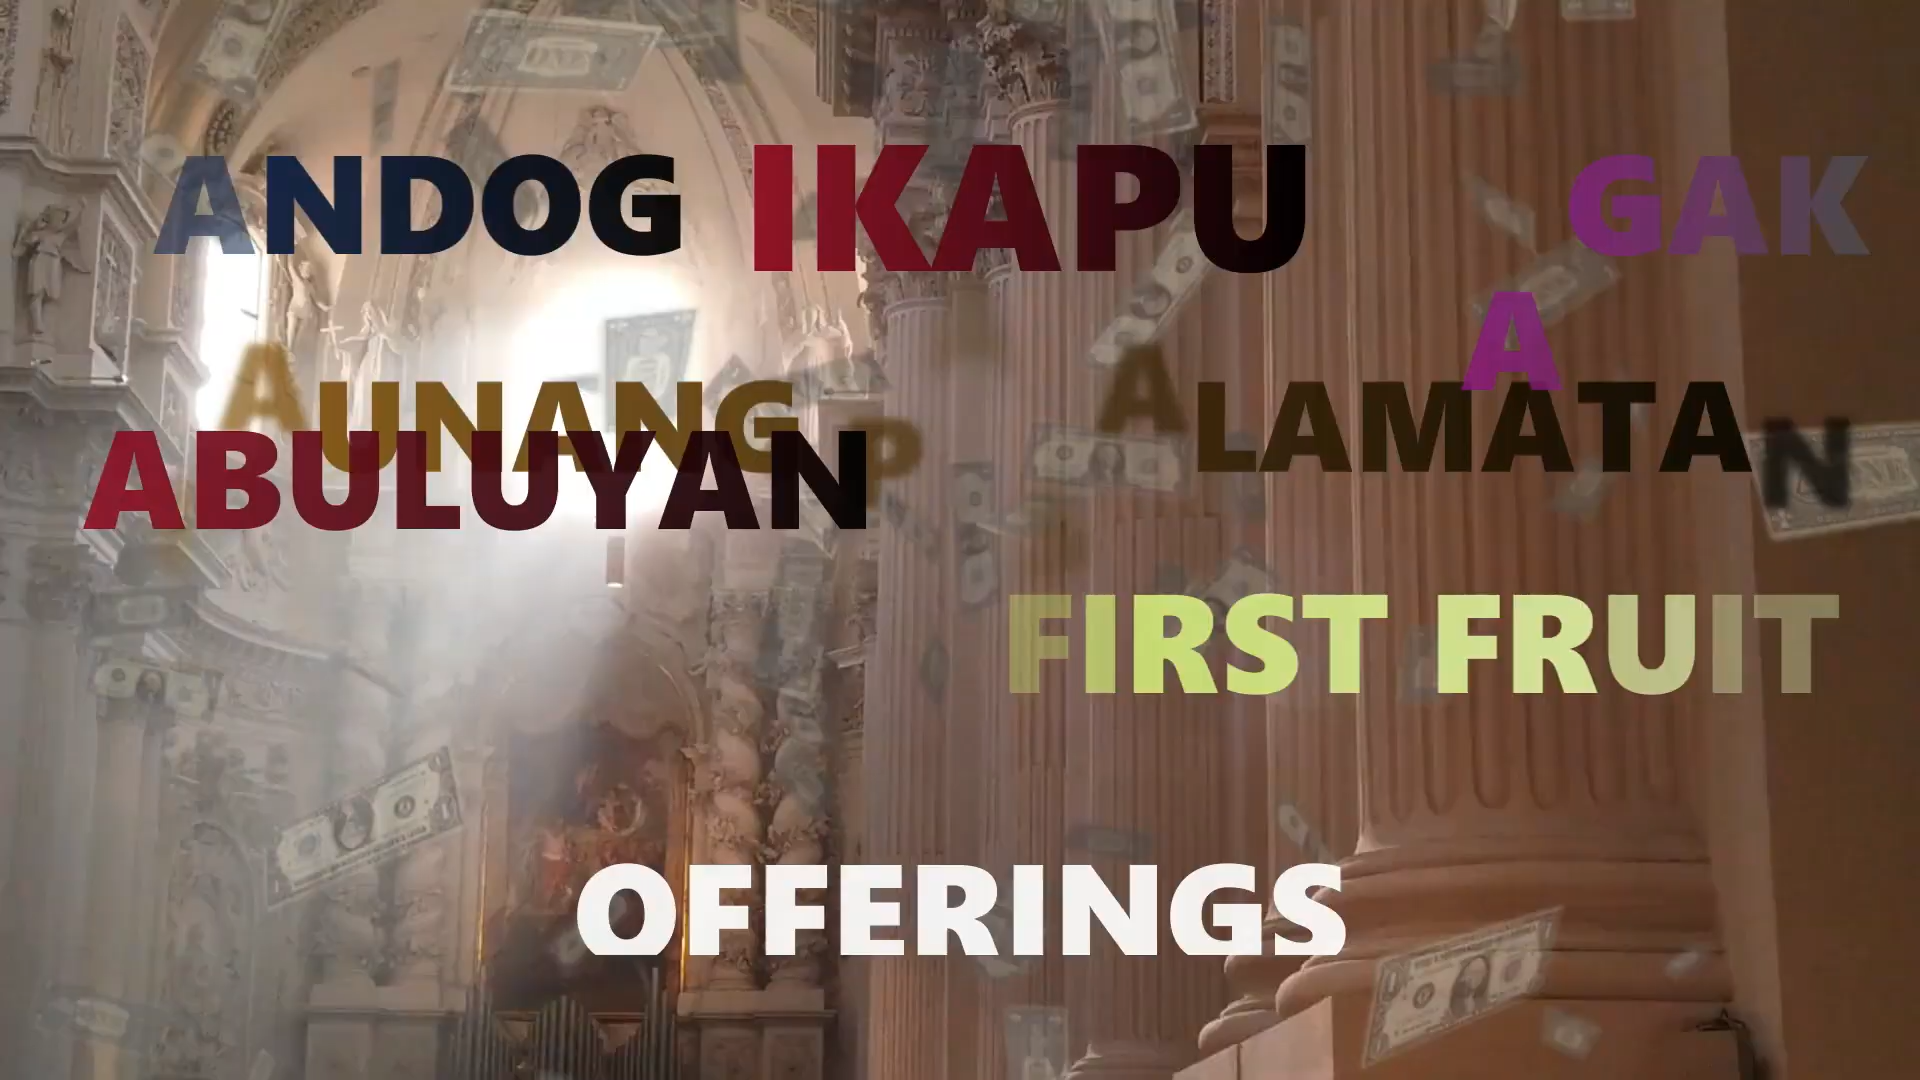 ANDOG
IKAPU
GAK
A
AUNANG P
ALAMATAN
ABULUYAN
FIRST FRUIT
OFFERINGS